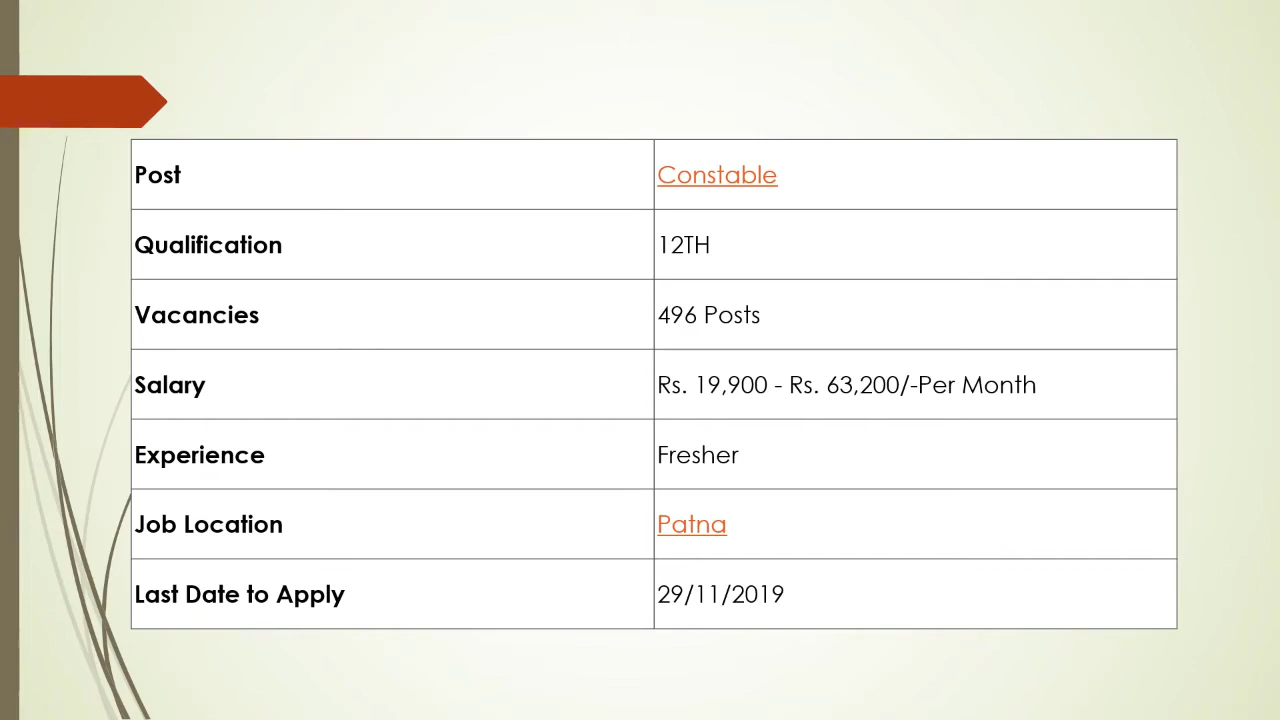 Post Constable
Qualification 12TH
Vacancies 496 Posts
Salary Rs. 19,900 - Rs. 63,200/-Per Month
Experience Fresher
Job Location Patna
Last Date to Apply 29/11/2019